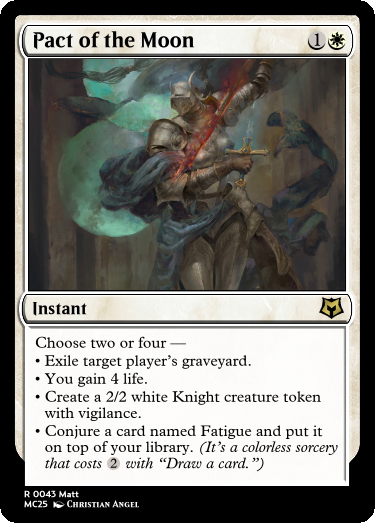 Pact of the Moon 1
Instant
Choose two or four —
• Exile target player's graveyard.
• You gain 4 life.
• Create a 2/2 white Knight creature token
with vigilance.
• Conjure a card named Fatigue and put it
on top of your library. (It's a colorless sorcery
that costs 2 with “Draw a card.”)
R 0043 Matt
MC25 Christian Angel